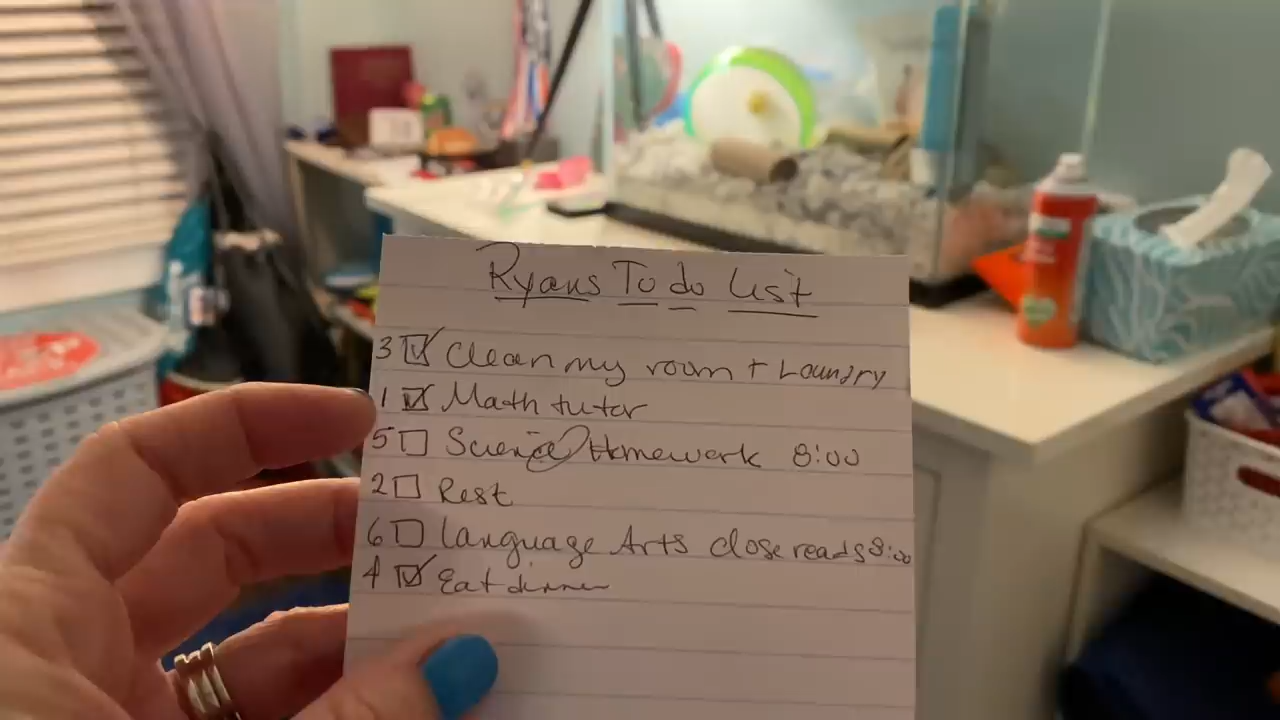 Ryans To do List
3 ☑ Clean my room + Laundry
1 ☑ Math tutor
5 ☐ Science Homework 8:00
2 ☐ Rest
6 ☐ Language Arts close reads 8:00
4 ☑ Eat dinner